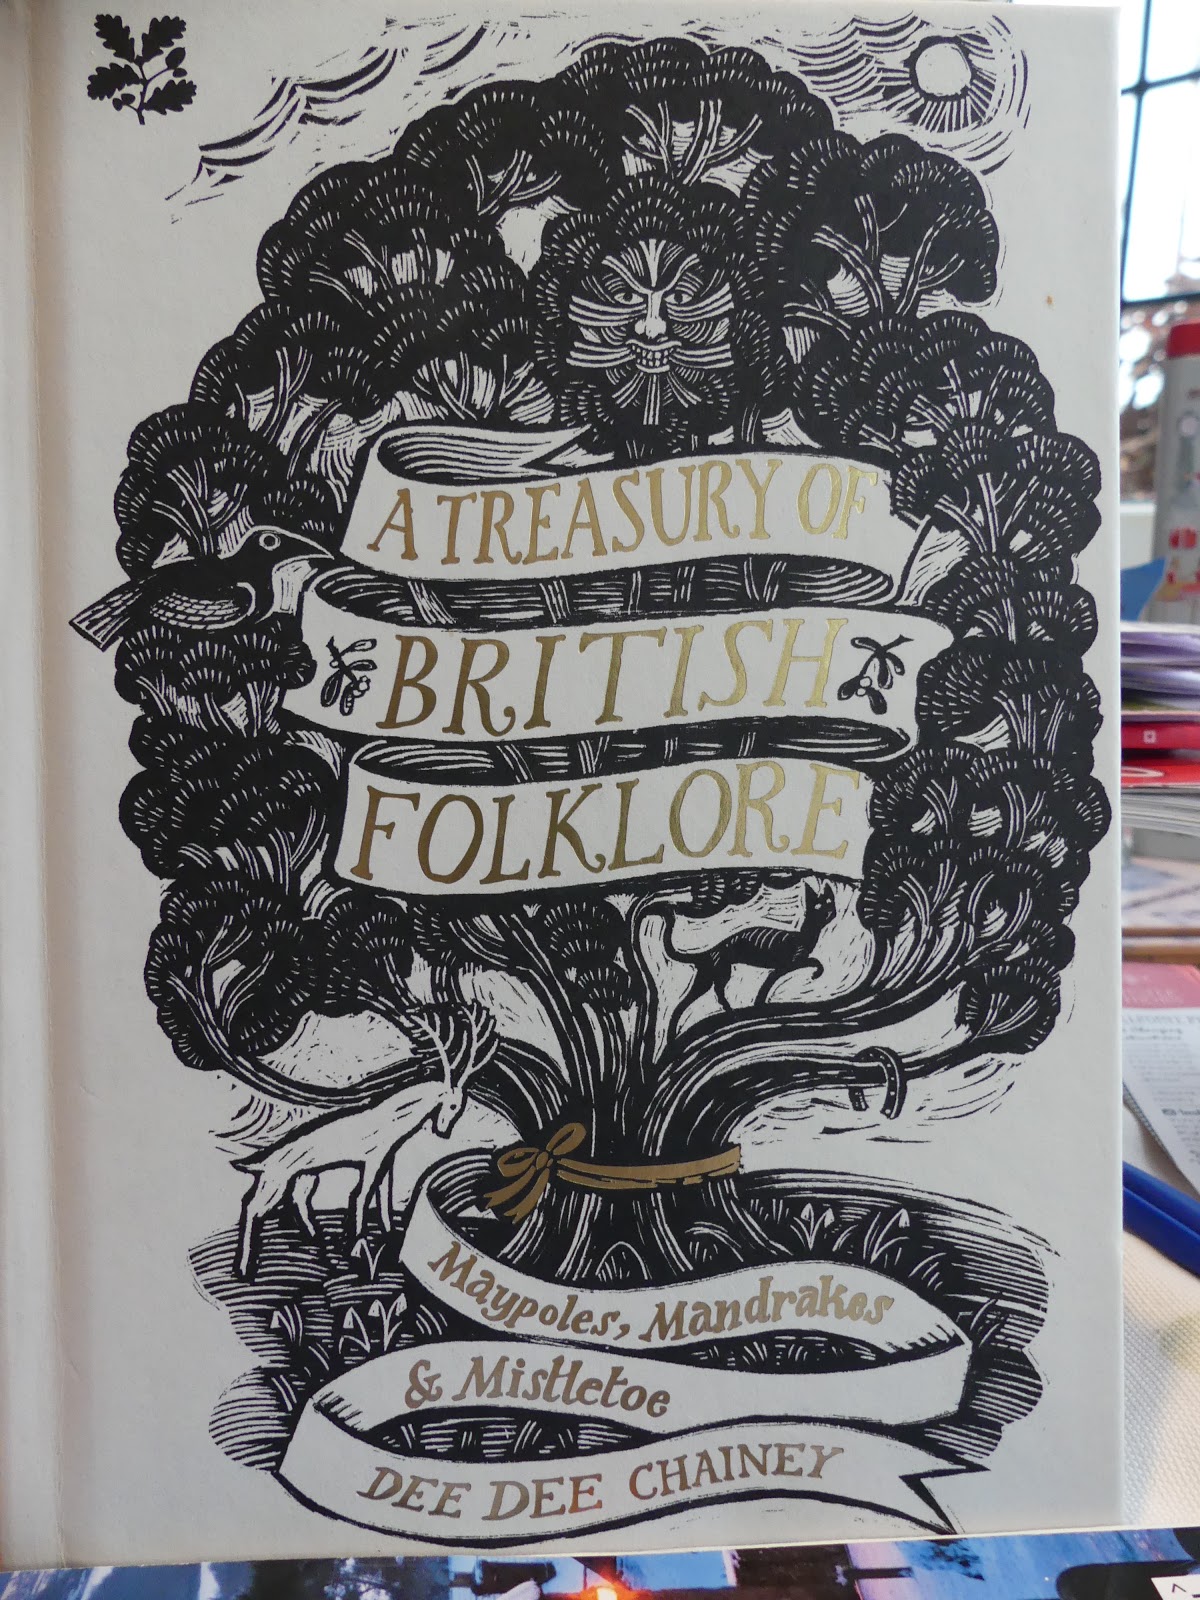 A TREASURY OF
BRITISH
FOLKLORE
Maypoles, Mandrakes
& Mistletoe
DEE DEE CHAINEY